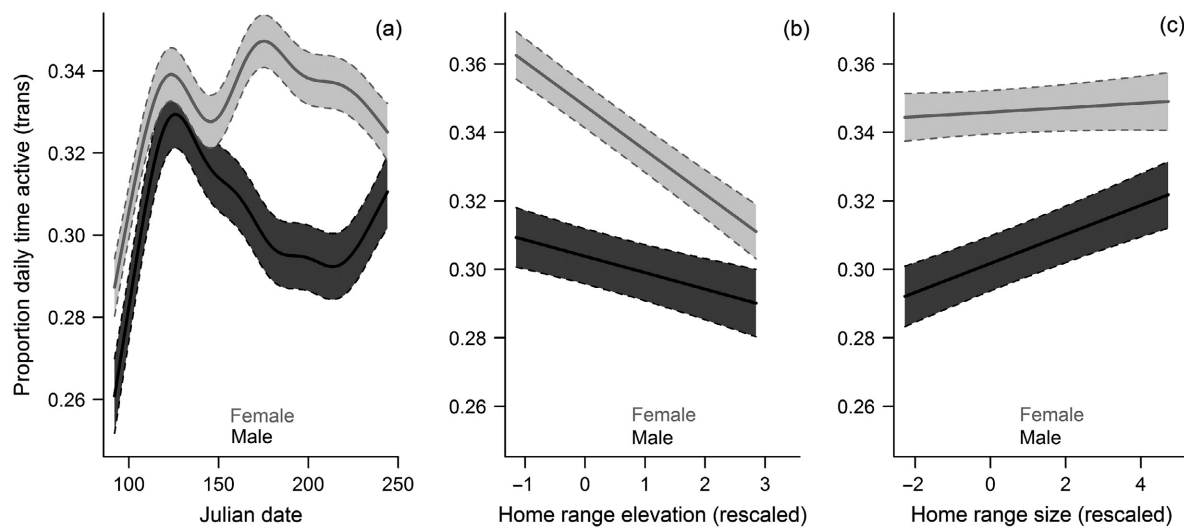 Proportion daily time active (trans)
(a)
0.34
0.32
0.30
0.28
0.26
Female
Male
100
150
200
250
Julian date
(b)
0.36
0.34
0.32
0.30
0.28
0.26
Female
Male
−1
0
1
2
3
Home range elevation (rescaled)
(c)
0.36
0.34
0.32
0.30
0.28
0.26
Female
Male
−2
0
2
4
Home range size (rescaled)